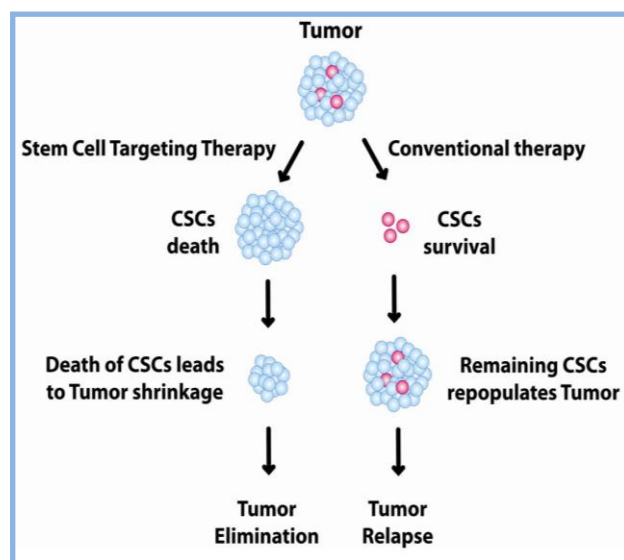 Tumor
Stem Cell Targeting Therapy
Conventional therapy
CSCs
death
CSCs
survival
Death of CSCs leads
to Tumor shrinkage
Remaining CSCs
repopulates Tumor
Tumor
Elimination
Tumor
Relapse